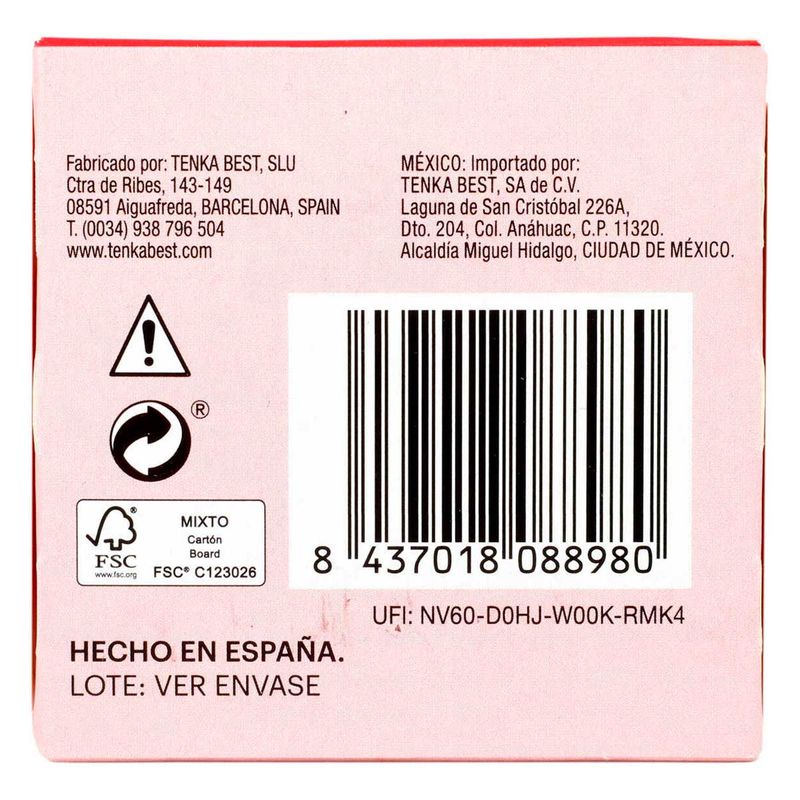 Fabricado por: TENKA BEST, SLU
Ctra de Ribes, 143-149
08591 Aiguafreda, BARCELONA, SPAIN
T. (0034) 938 796 504
www.tenkabest.com
MÉXICO: Importado por:
TENKA BEST, SA de C.V.
Laguna de San Cristóbal 226A,
Dto. 204, Col. Anáhuac, C.P. 11320.
Alcaldía Miguel Hidalgo, CIUDAD DE MÉXICO.
®
®
FSC
www.fsc.org
MIXTO
Cartón
Board
FSC® C123026
8 437018 088980
UFI: NV60-D0HJ-W00K-RMK4
HECHO EN ESPAÑA.
LOTE: VER ENVASE